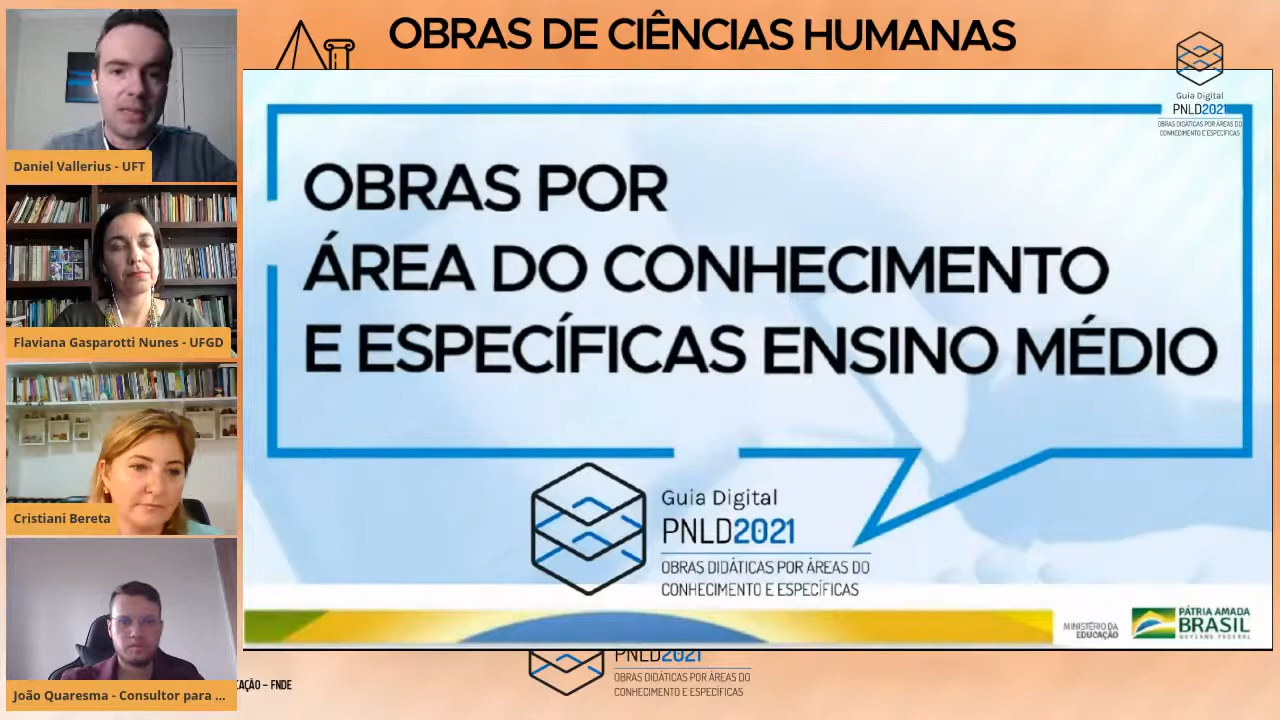 OBRAS DE CIÊNCIAS HUMANAS
Guia Digital
PNLD2021
OBRAS DIDÁTICAS POR ÁREAS DO
CONHECIMENTO E ESPECÍFICAS
Daniel Vallerius - UFT
Flaviana Gasparotti Nunes - UFGD
Cristiani Bereta
João Quaresma - Consultor para ...
OBRAS POR
ÁREA DO CONHECIMENTO
E ESPECÍFICAS ENSINO MÉDIO
Guia Digital
PNLD2021
OBRAS DIDÁTICAS POR ÁREAS DO
CONHECIMENTO E ESPECÍFICAS
MINISTÉRIO DA
EDUCAÇÃO
PÁTRIA AMADA
BRASIL
GOVERNO FEDERAL
PNLD2021
OBRAS DIDÁTICAS POR ÁREAS DO
CONHECIMENTO E ESPECÍFICAS
AÇÃO – FNDE